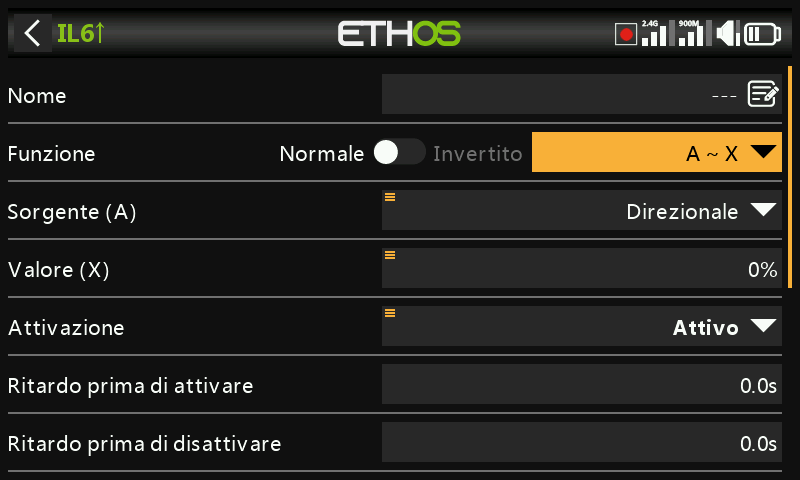 IL6↑ ETHOS 2.4G 900M
Nome ---
Funzione Normale Invertito A ~ X
Sorgente (A) Direzionale
Valore (X) 0%
Attivazione Attivo
Ritardo prima di attivare 0.0s
Ritardo prima di disattivare 0.0s